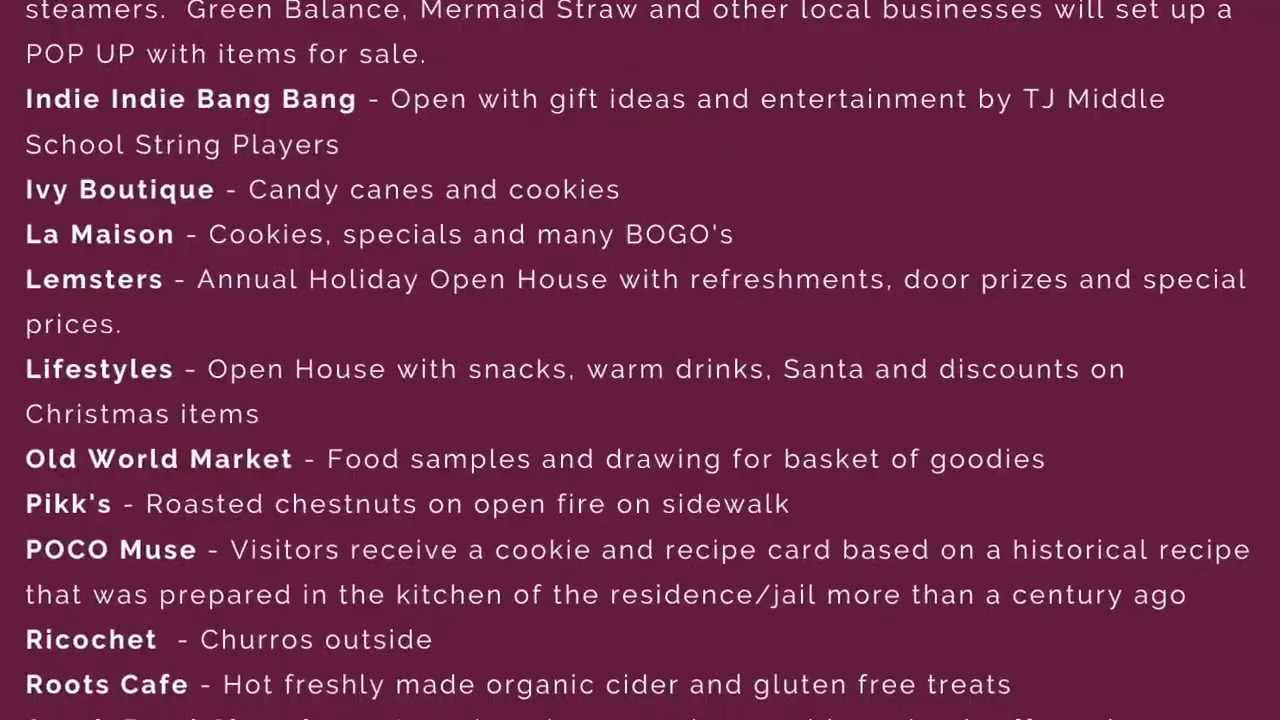 steamers. Green Balance, Mermaid Straw and other local businesses will set up a
POP UP with items for sale.
Indie Indie Bang Bang - Open with gift ideas and entertainment by TJ Middle
School String Players
Ivy Boutique - Candy canes and cookies
La Maison - Cookies, specials and many BOGO's
Lemsters - Annual Holiday Open House with refreshments, door prizes and special
prices.
Lifestyles - Open House with snacks, warm drinks, Santa and discounts on
Christmas items
Old World Market - Food samples and drawing for basket of goodies
Pikk's - Roasted chestnuts on open fire on sidewalk
POCO Muse - Visitors receive a cookie and recipe card based on a historical recipe
that was prepared in the kitchen of the residence/jail more than a century ago
Ricochet - Churros outside
Roots Cafe - Hot freshly made organic cider and gluten free treats